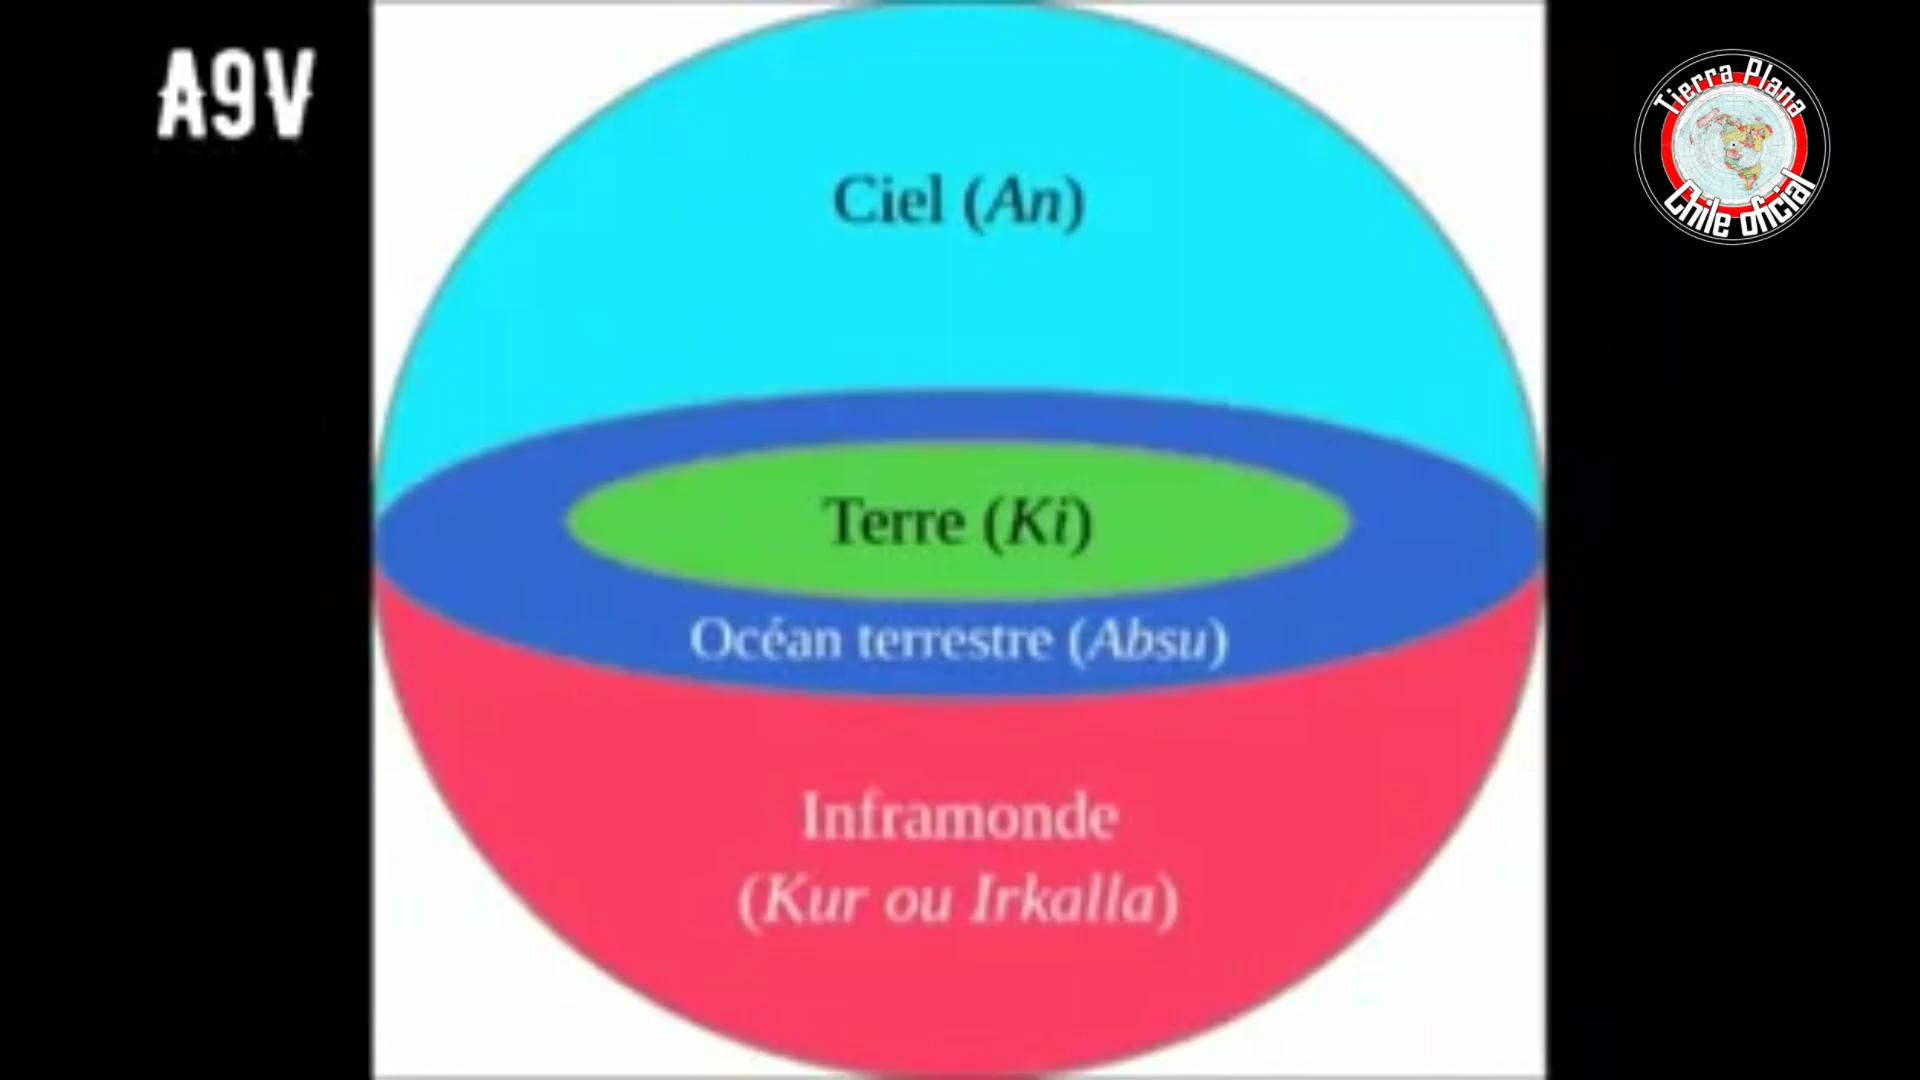 A9V
Tierra Plana
Chile oficial
Ciel (An)
Terre (Ki)
Océan terrestre (Absu)
Inframonde
(Kur ou Irkalla)